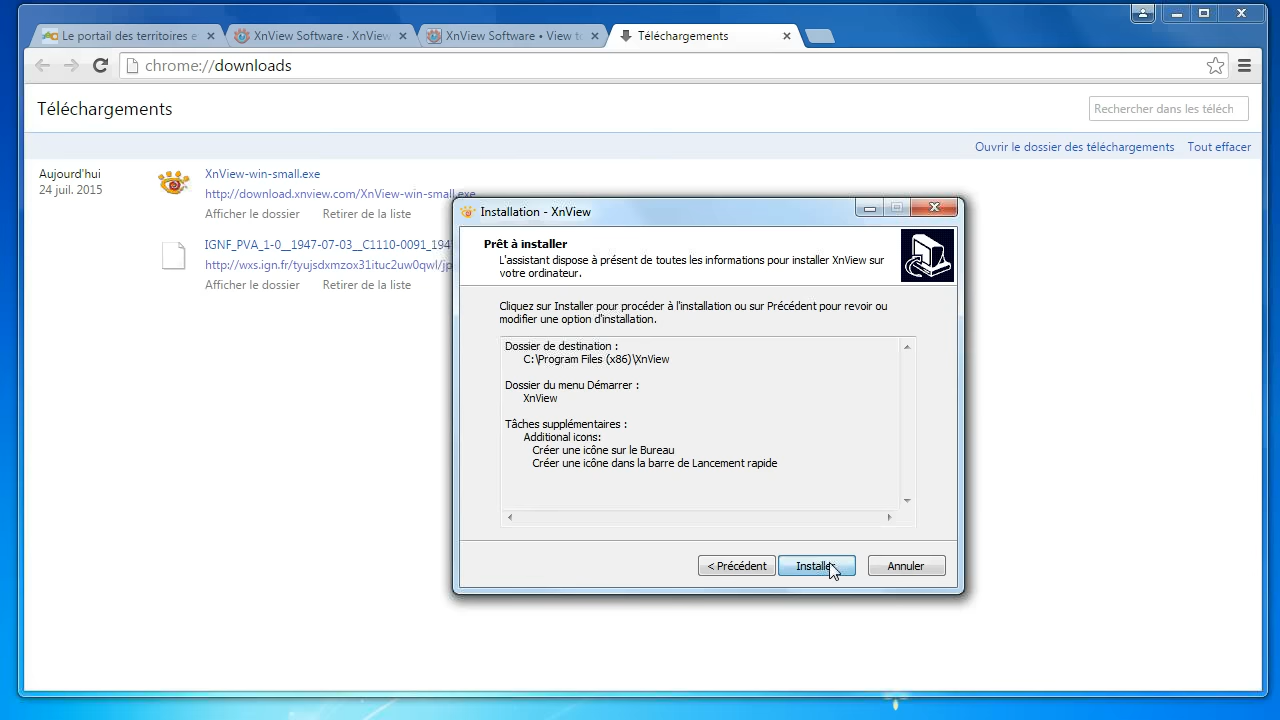 Le portail des territoires e
XnView Software · XnView
XnView Software • View to
Téléchargements
chrome://downloads
Téléchargements
Rechercher dans les téléch
Ouvrir le dossier des téléchargements
Tout effacer
Aujourd'hui
24 juil. 2015
XnView-win-small.exe
http://download.xnview.com/XnView-win-small.exe
Afficher le dossier
Retirer de la liste
IGNF_PVA_1-0__1947-07-03__C1110-0091_194
http://wxs.ign.fr/tyujsdxmzox31ituc2uw0qwl/jp
Afficher le dossier
Retirer de la liste
Installation - XnView
Prêt à installer
L'assistant dispose à présent de toutes les informations pour installer XnView sur
votre ordinateur.
Cliquez sur Installer pour procéder à l'installation ou sur Précédent pour revoir ou
modifier une option d'installation.
Dossier de destination :
C:\Program Files (x86)\XnView
Dossier du menu Démarrer :
XnView
Tâches supplémentaires :
Additional icons:
Créer une icône sur le Bureau
Créer une icône dans la barre de Lancement rapide
< Précédent
Installer
Annuler